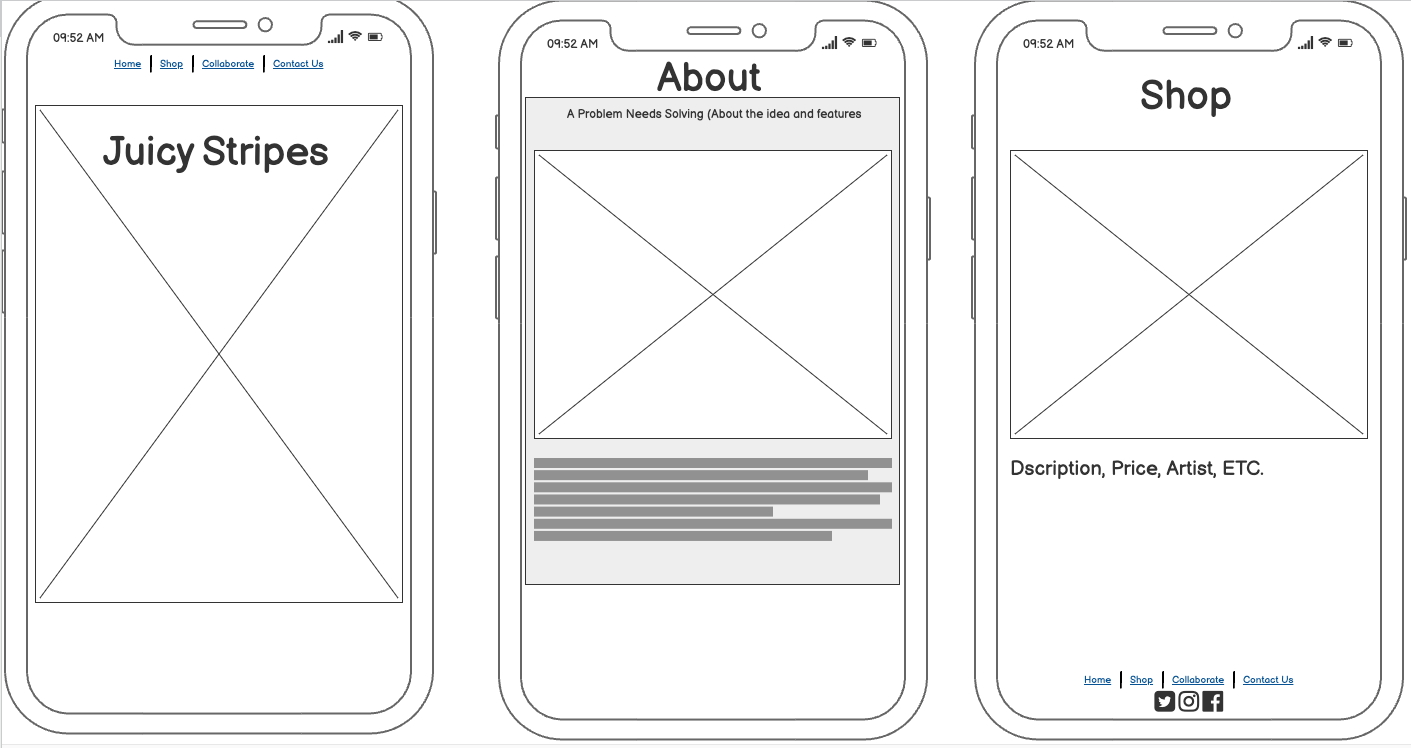 09:52 AM
Home Shop Collaborate Contact Us
Juicy Stripes
09:52 AM
About
A Problem Needs Solving (About the idea and features
09:52 AM
Shop
Dscription, Price, Artist, ETC.
Home Shop Collaborate Contact Us